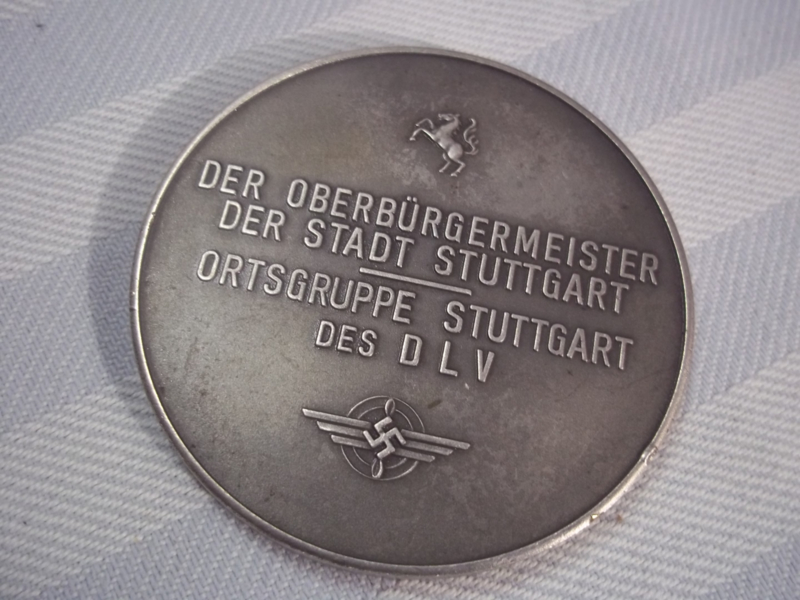 DER OBERBÜRGERMEISTER
DER STADT STUTTGART
ORTSGRUPPE STUTTGART
DES DLV